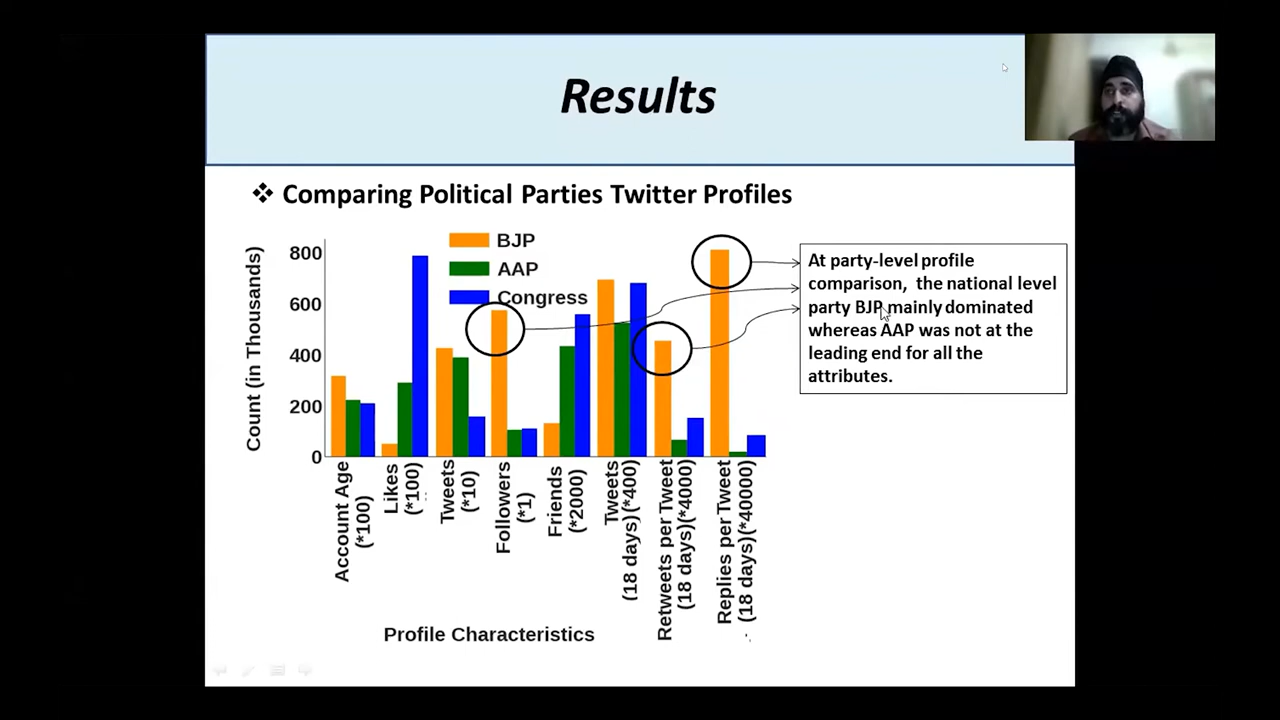 Results
❖ Comparing Political Parties Twitter Profiles
BJP
AAP
Congress
Count (in Thousands)
800
600
400
200
0
Account Age
(*100)
Likes
(*100)
Tweets
(*10)
Followers
(*1)
Friends
(*2000)
Tweets
(18 days)(*400)
Retweets per Tweet
(18 days)(*4000)
Replies per Tweet
(18 days)(*40000)
Profile Characteristics
At party-level profile
comparison, the national level
party BJP mainly dominated
whereas AAP was not at the
leading end for all the
attributes.